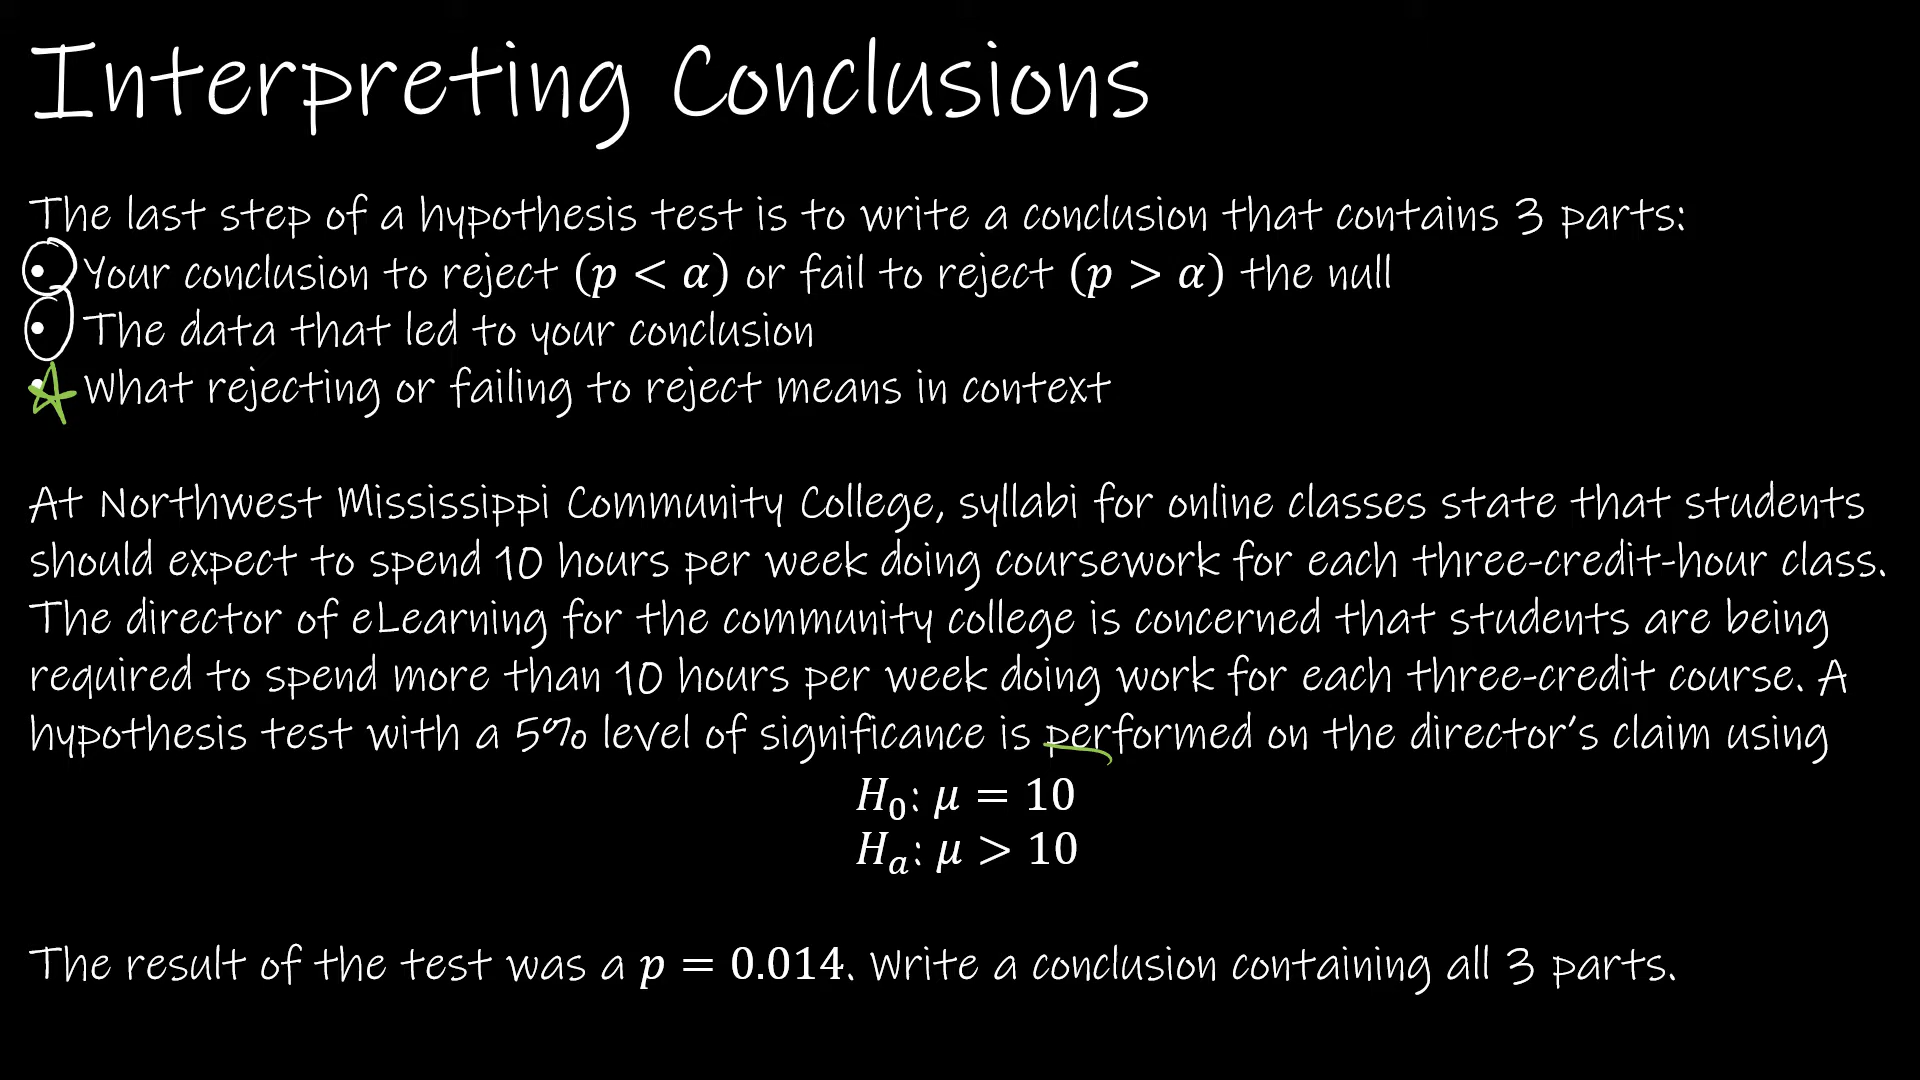 Interpreting Conclusions
The last step of a hypothesis test is to write a conclusion that contains 3 parts:
• Your conclusion to reject (p < α) or fail to reject (p > α) the null
• The data that led to your conclusion
• What rejecting or failing to reject means in context
At Northwest Mississippi Community College, syllabi for online classes state that students
should expect to spend 10 hours per week doing coursework for each three-credit-hour class.
The director of eLearning for the community college is concerned that students are being
required to spend more than 10 hours per week doing work for each three-credit course. A
hypothesis test with a 5% level of significance is performed on the director's claim using
H₀: μ = 10
Hₐ: μ > 10
The result of the test was a p = 0.014. Write a conclusion containing all 3 parts.